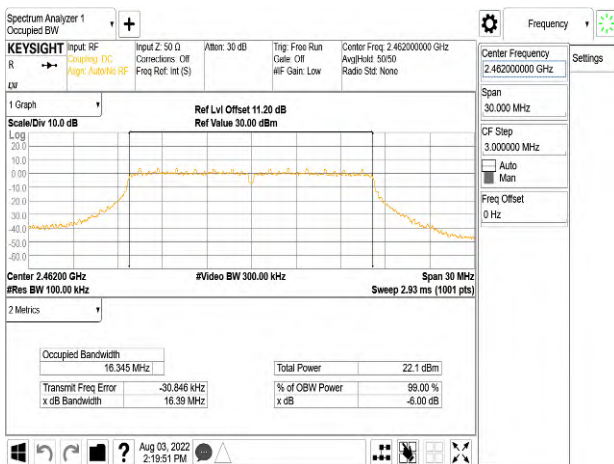 Spectrum Analyzer 1
Occupied BW
Frequency
KEYSIGHT
R
Input: RF
Coupling: DC
Align: Auto/No RF
Input Z: 50 Ω
Corrections: Off
Freq Ref: Int (S)
Atten: 30 dB
Trig: Free Run
Gate: Off
#IF Gain: Low
Center Freq: 2.462000000 GHz
Avg|Hold: 50/50
Radio Std: None
Center Frequency
2.462000000 GHz
Settings
Span
30.000 MHz
CF Step
3.000000 MHz
Auto
Man
Freq Offset
0 Hz
1 Graph
Scale/Div 10.0 dB
Ref Lvl Offset 11.20 dB
Ref Value 30.00 dBm
Log
20.0
10.0
0.00
-10.0
-20.0
-30.0
-40.0
-50.0
-60.0
Center 2.46200 GHz
#Res BW 100.00 kHz
#Video BW 300.00 kHz
Span 30 MHz
Sweep 2.93 ms (1001 pts)
2 Metrics
Occupied Bandwidth
16.345 MHz
Transmit Freq Error -30.846 kHz
x dB Bandwidth 16.39 MHz
Total Power 22.1 dBm
% of OBW Power 99.00 %
x dB -6.00 dB
?
Aug 03, 2022
2:19:51 PM